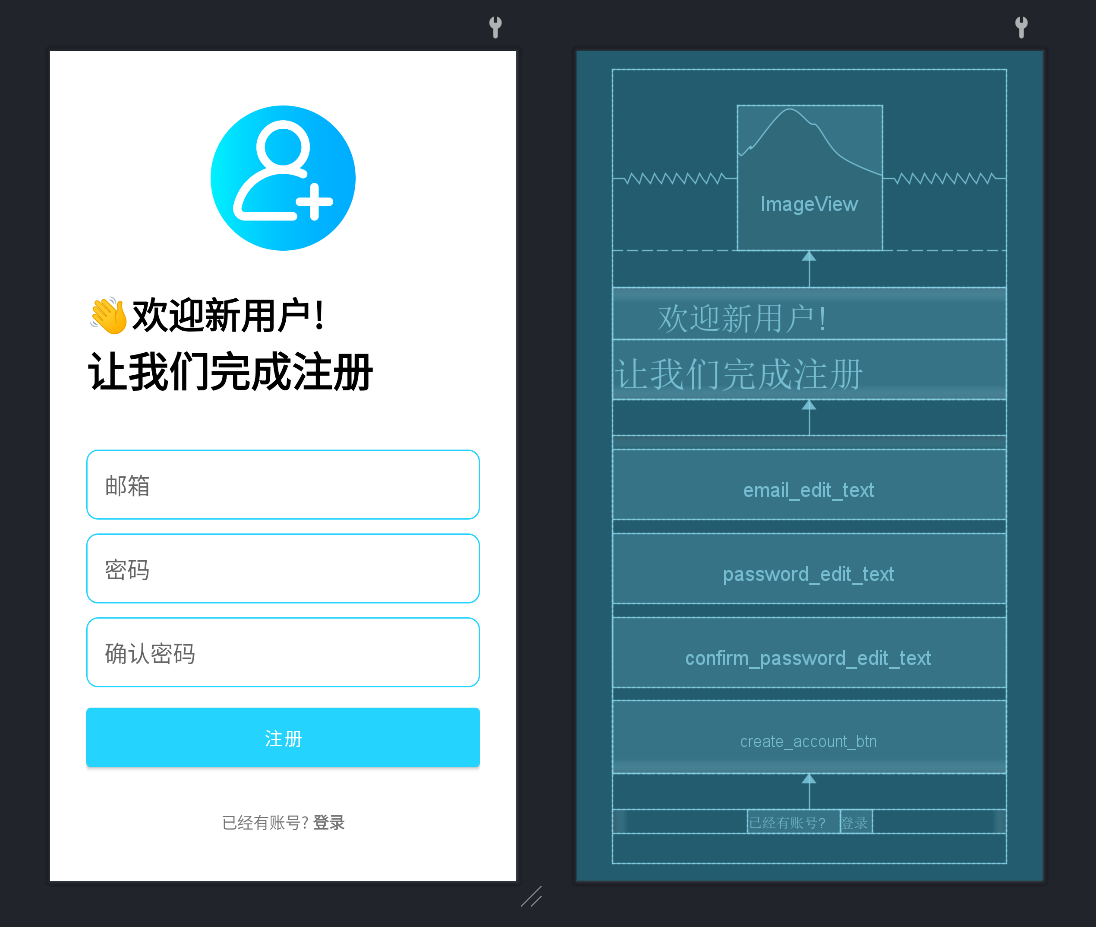 👋欢迎新用户!
让我们完成注册
邮箱
密码
确认密码
注册
已经有账号? 登录
ImageView
欢迎新用户!
让我们完成注册
email_edit_text
password_edit_text
confirm_password_edit_text
create_account_btn
已经有账号? 登录